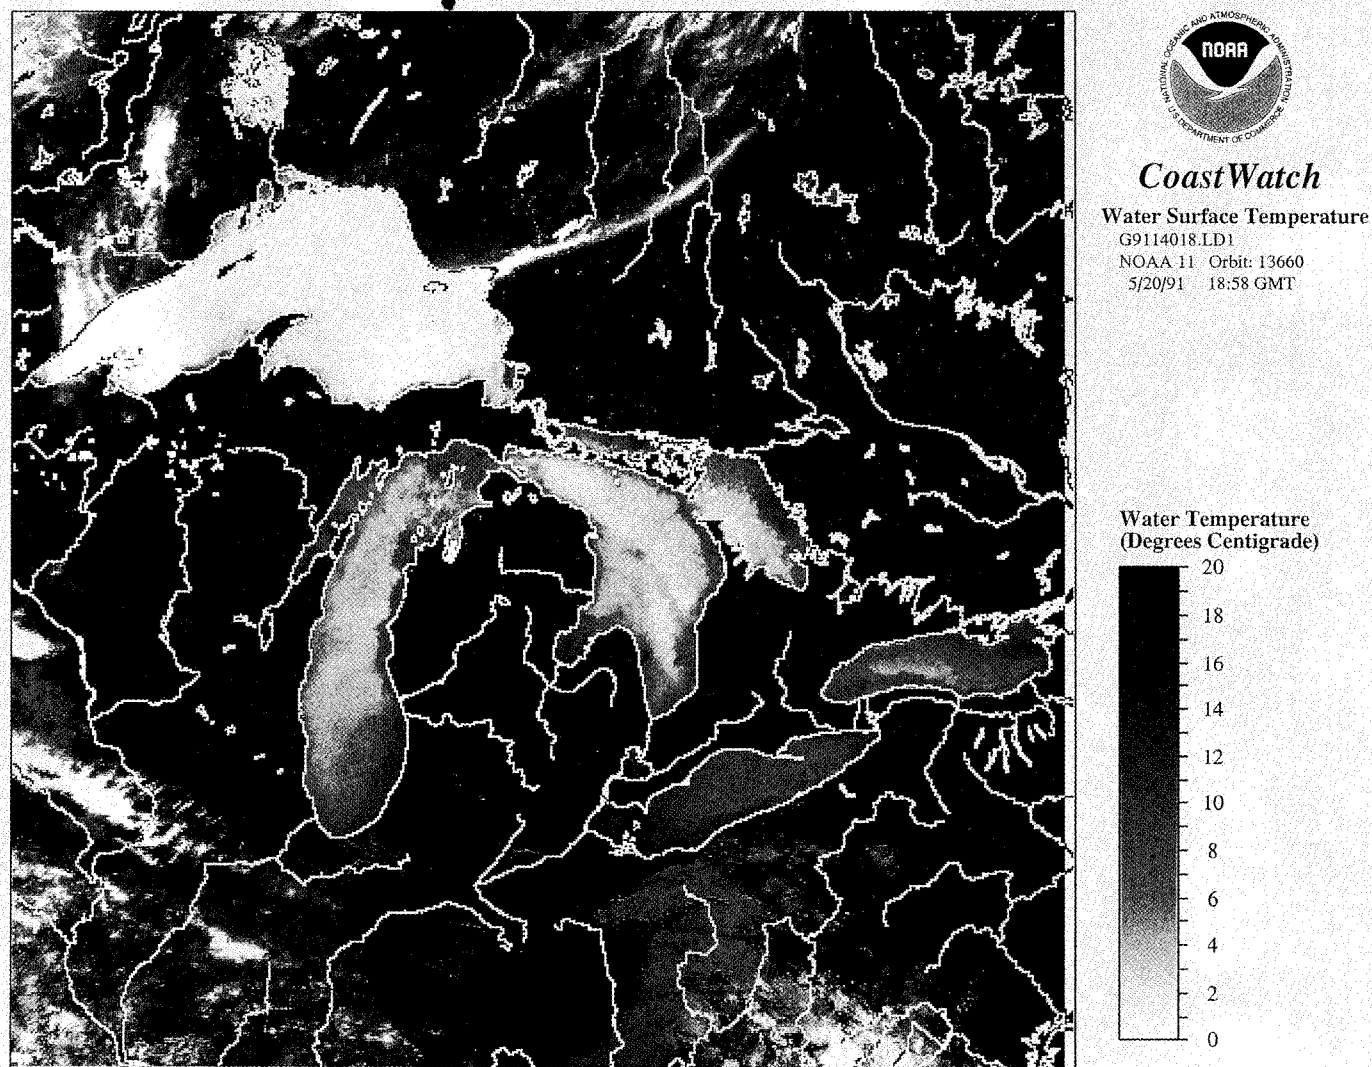 NATIONAL OCEANIC AND ATMOSPHERIC ADMINISTRATION
U.S. DEPARTMENT OF COMMERCE
NOAA
CoastWatch
Water Surface Temperature
G9114018.LD1
NOAA 11 Orbit: 13660
5/20/91 18:58 GMT
Water Temperature
(Degrees Centigrade)
20
18
16
14
12
10
8
6
4
2
0